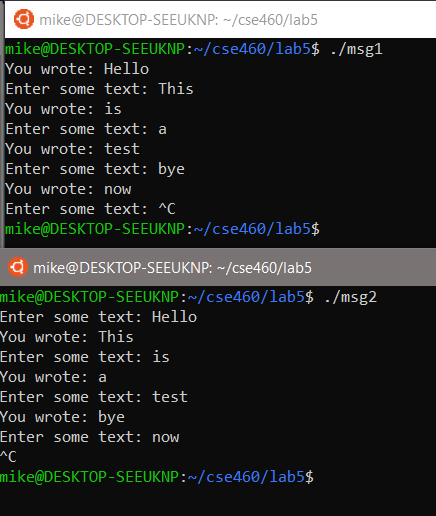 mike@DESKTOP-SEEUKNP: ~/cse460/lab5
mike@DESKTOP-SEEUKNP:~/cse460/lab5$ ./msg1
You wrote: Hello
Enter some text: This
You wrote: is
Enter some text: a
You wrote: test
Enter some text: bye
You wrote: now
Enter some text: ^C
mike@DESKTOP-SEEUKNP:~/cse460/lab5$
mike@DESKTOP-SEEUKNP: ~/cse460/lab5
mike@DESKTOP-SEEUKNP:~/cse460/lab5$ ./msg2
Enter some text: Hello
You wrote: This
Enter some text: is
You wrote: a
Enter some text: test
You wrote: bye
Enter some text: now
^C
mike@DESKTOP-SEEUKNP:~/cse460/lab5$